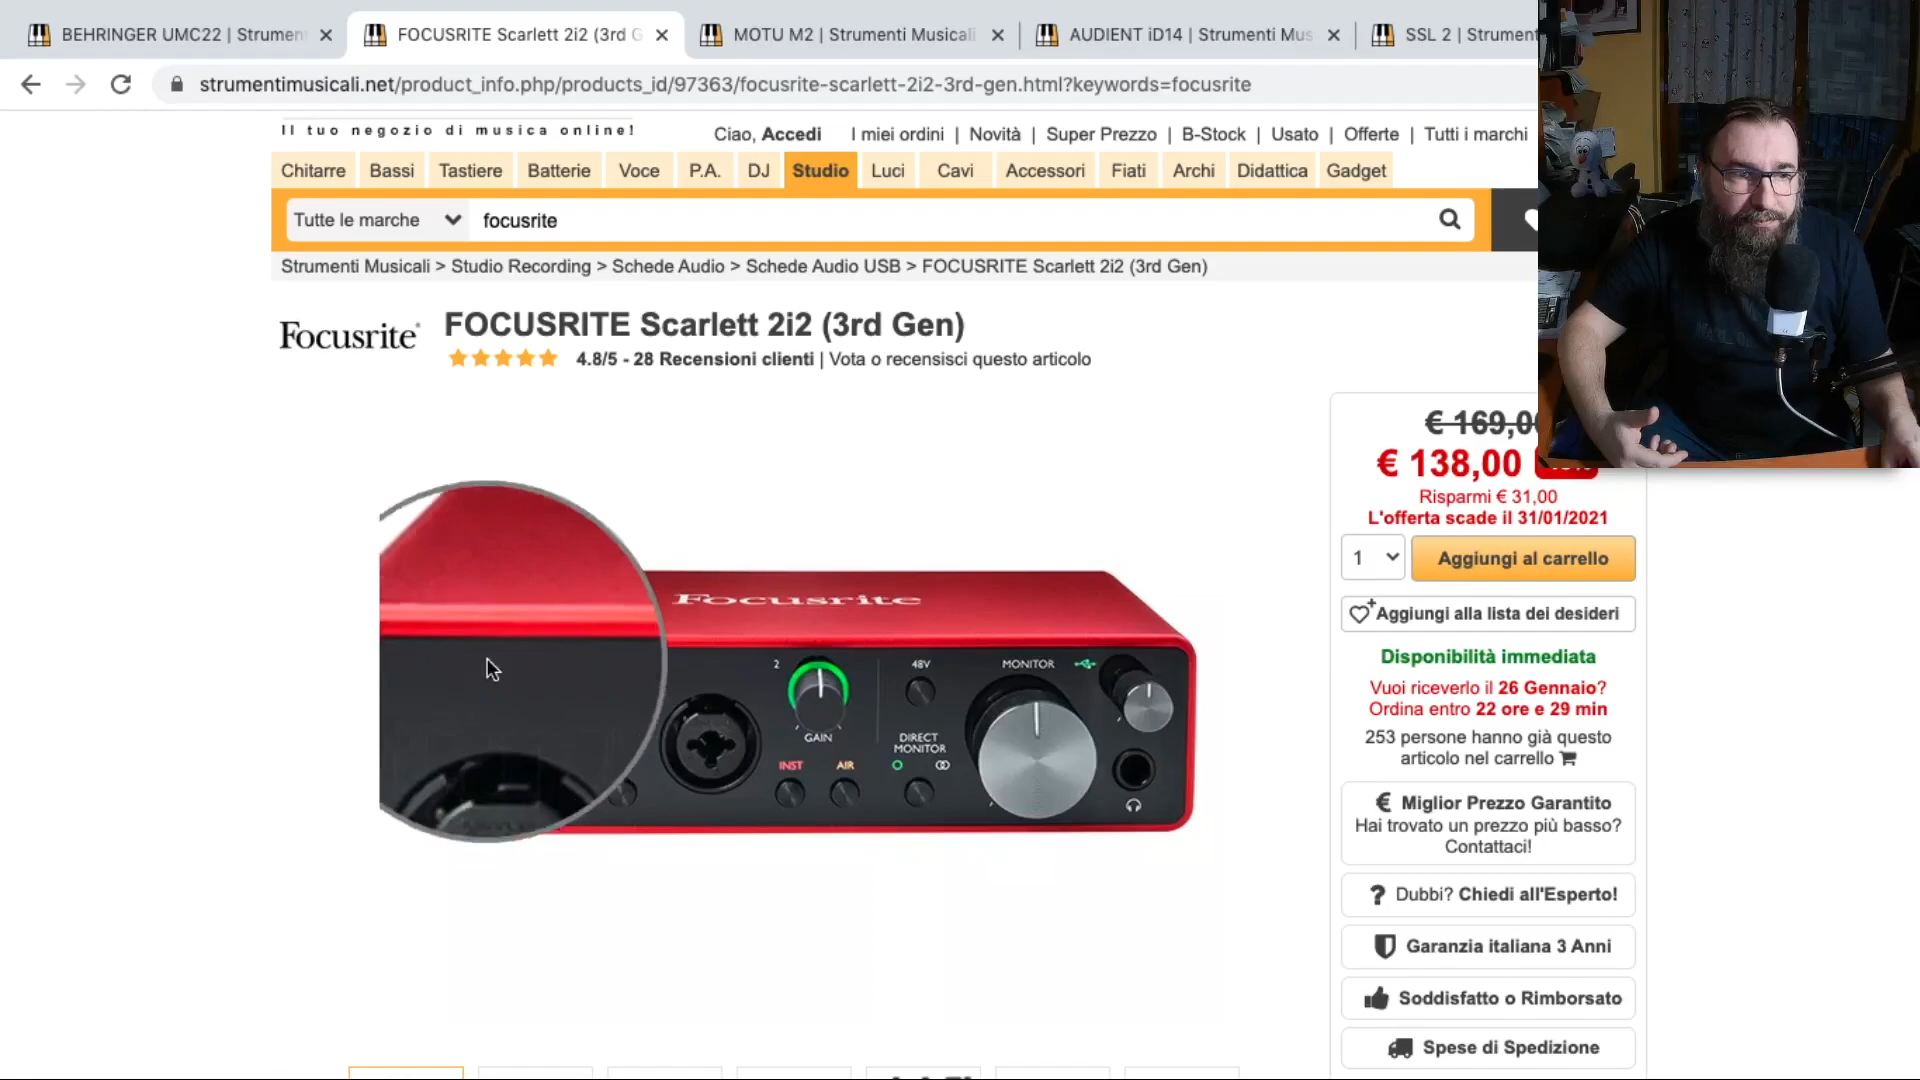 BEHRINGER UMC22 | Strumen
FOCUSRITE Scarlett 2i2 (3rd G
MOTU M2 | Strumenti Musicali
AUDIENT iD14 | Strumenti Mus
SSL 2 | Strument
strumentimusicali.net/product_info.php/products_id/97363/focusrite-scarlett-2i2-3rd-gen.html?keywords=focusrite
Il tuo negozio di musica online!
Ciao, Accedi I miei ordini | Novità | Super Prezzo | B-Stock | Usato | Offerte | Tutti i marchi
Chitarre Bassi Tastiere Batterie Voce P.A. DJ Studio Luci Cavi Accessori Fiati Archi Didattica Gadget
Tutte le marche focusrite
Strumenti Musicali > Studio Recording > Schede Audio > Schede Audio USB > FOCUSRITE Scarlett 2i2 (3rd Gen)
Focusrite
FOCUSRITE Scarlett 2i2 (3rd Gen)
4.8/5 - 28 Recensioni clienti | Vota o recensisci questo articolo
Focusrite
2 48V MONITOR
GAIN
DIRECT
MONITOR
INST AIR
€ 169,0
€ 138,00
Risparmi € 31,00
L'offerta scade il 31/01/2021
1 Aggiungi al carrello
Aggiungi alla lista dei desideri
Disponibilità immediata
Vuoi riceverlo il 26 Gennaio?
Ordina entro 22 ore e 29 min
253 persone hanno già questo
articolo nel carrello
€ Miglior Prezzo Garantito
Hai trovato un prezzo più basso?
Contattaci!
? Dubbi? Chiedi all'Esperto!
Garanzia italiana 3 Anni
Soddisfatto o Rimborsato
Spese di Spedizione